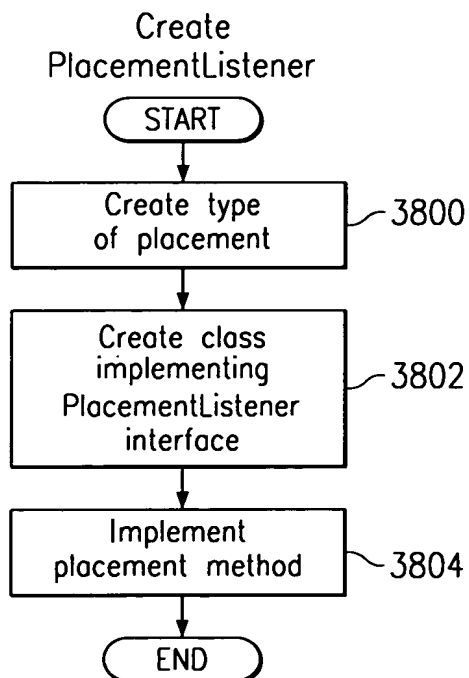 Create
PlacementListener
START
Create type
of placement
3800
Create class
implementing
PlacementListener
interface
3802
Implement
placement method
3804
END